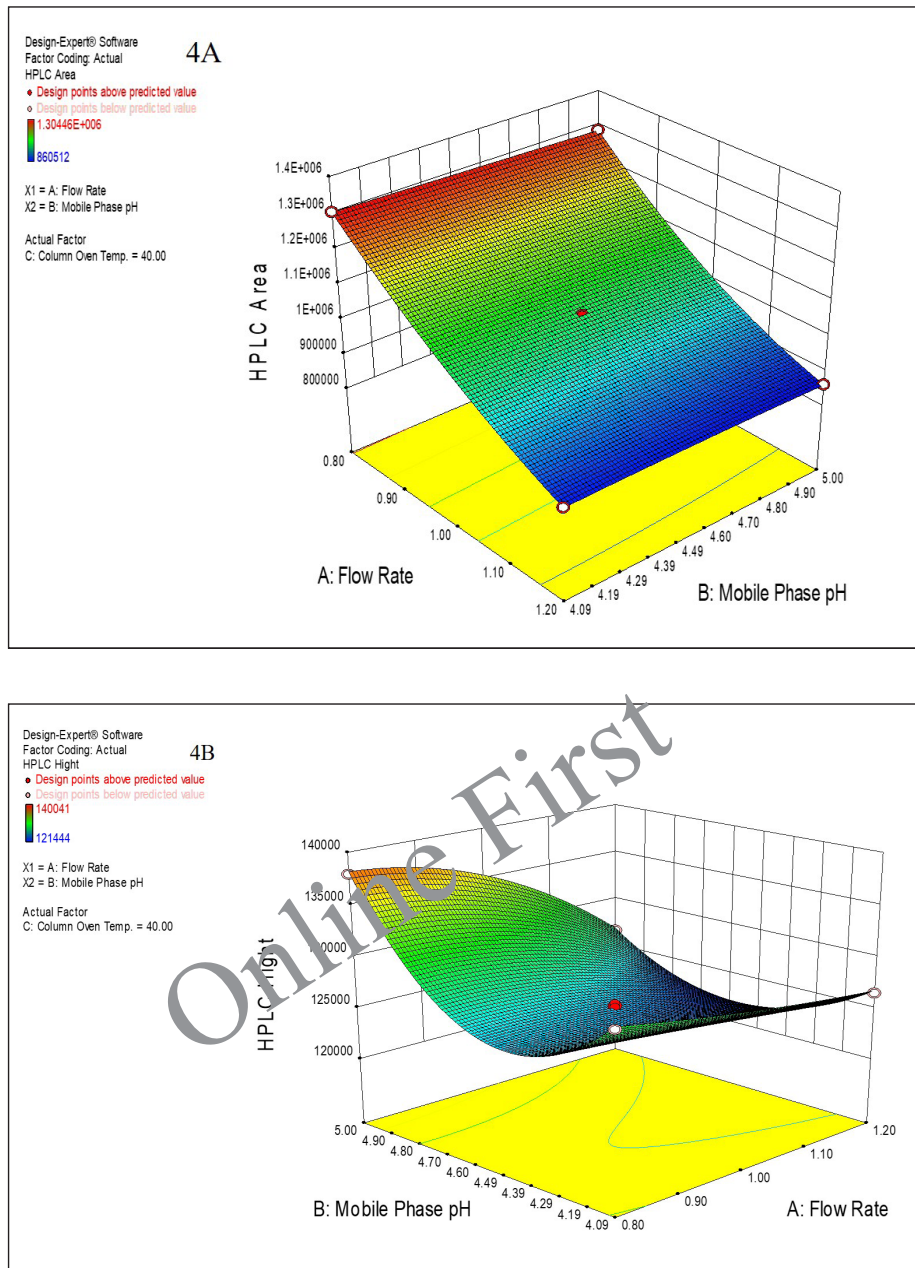 Design-Expert® Software
Factor Coding: Actual
HPLC Area
Design points above predicted value
Design points below predicted value
1.30446E+006
860512
X1 = A: Flow Rate
X2 = B: Mobile Phase pH
Actual Factor
C: Column Oven Temp. = 40.00
4A
1.4E+006
1.3E+006
1.2E+006
1.1E+006
1E+006
900000
800000
HPLC Area
0.80
0.90
1.00
1.10
1.20
A: Flow Rate
4.09
4.19
4.29
4.39
4.49
4.60
4.70
4.80
4.90
5.00
B: Mobile Phase pH
Design-Expert® Software
Factor Coding: Actual
HPLC Hight
Design points above predicted value
Design points below predicted value
140041
121444
X1 = A: Flow Rate
X2 = B: Mobile Phase pH
Actual Factor
C: Column Oven Temp. = 40.00
4B
Online First
140000
135000
130000
125000
120000
HPLC Hight
5.00
4.90
4.80
4.70
4.60
4.49
4.39
4.29
4.19
4.09
B: Mobile Phase pH
0.80
0.90
1.00
1.10
1.20
A: Flow Rate